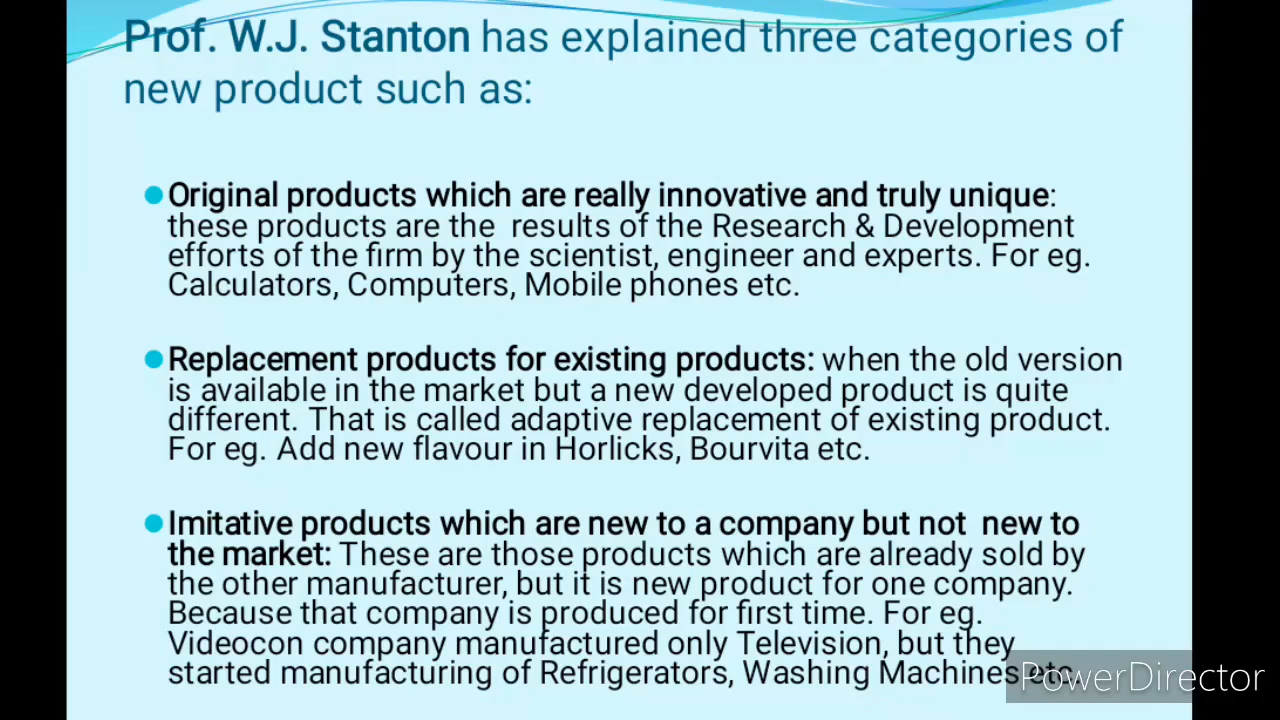 Prof. W.J. Stanton has explained three categories of
new product such as:
Original products which are really innovative and truly unique:
these products are the results of the Research & Development
efforts of the firm by the scientist, engineer and experts. For eg.
Calculators, Computers, Mobile phones etc.
Replacement products for existing products: when the old version
is available in the market but a new developed product is quite
different. That is called adaptive replacement of existing product.
For eg. Add new flavour in Horlicks, Bourvita etc.
Imitative products which are new to a company but not new to
the market: These are those products which are already sold by
the other manufacturer, but it is new product for one company.
Because that company is produced for first time. For eg.
Videocon company manufactured only Television, but they
started manufacturing of Refrigerators, Washing Machines etc.
PowerDirector